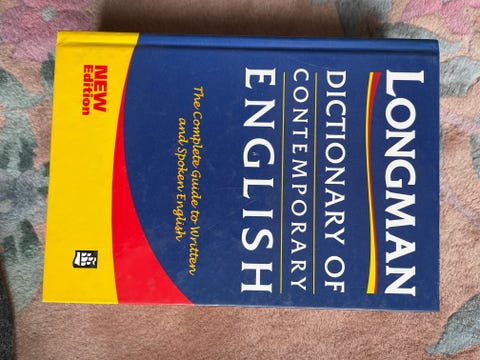 LONGMAN
DICTIONARY OF
CONTEMPORARY
ENGLISH
The Complete Guide to Written
and Spoken English
NEW
Edition